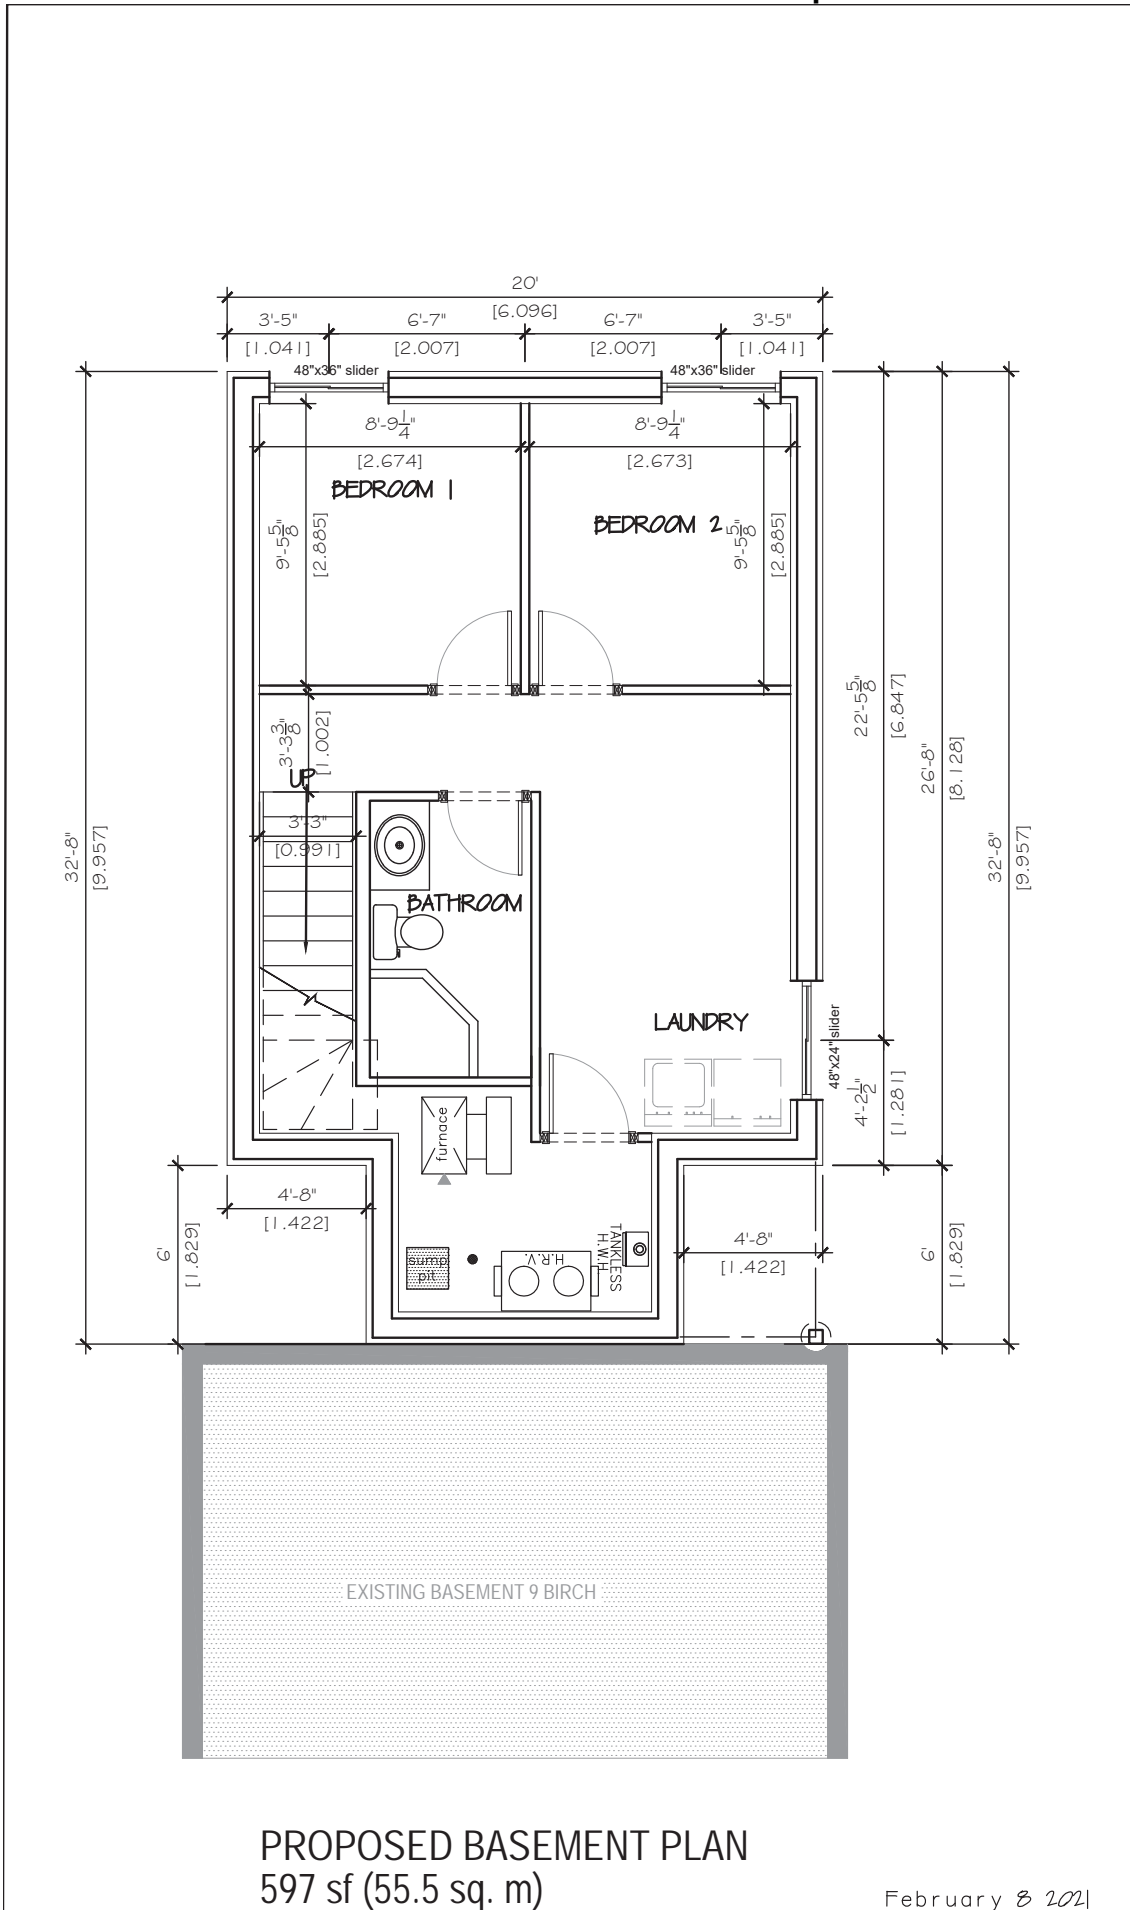 20'
[6.096]
3'-5"
6'-7"
6'-7"
3'-5"
[1.041]
[2.007]
[2.007]
[1.041]
48"x36" slider
48"x36" slider
8'-9 1/4"
8'-9 1/4"
[2.674]
[2.673]
BEDROOM 1
BEDROOM 2
9'-5 5/8"
[2.885]
9'-5 5/8"
[2.885]
22'-5 5/8"
[6.847]
3'-3 3/8"
[1.002]
UP
26'-8"
[8.128]
32'-8"
[9.957]
32'-8"
[9.957]
3'-3"
[0.991]
BATHROOM
LAUNDRY
48"x24" slider
4'-2 1/2"
[1.281]
furnace
4'-8"
[1.422]
6'
[1.829]
sump
pit
H.R.V.
TANKLESS
H.W.H
4'-8"
[1.422]
6'
[1.829]
EXISTING BASEMENT 9 BIRCH
PROPOSED BASEMENT PLAN
597 sf (55.5 sq. m)
February 8 2021